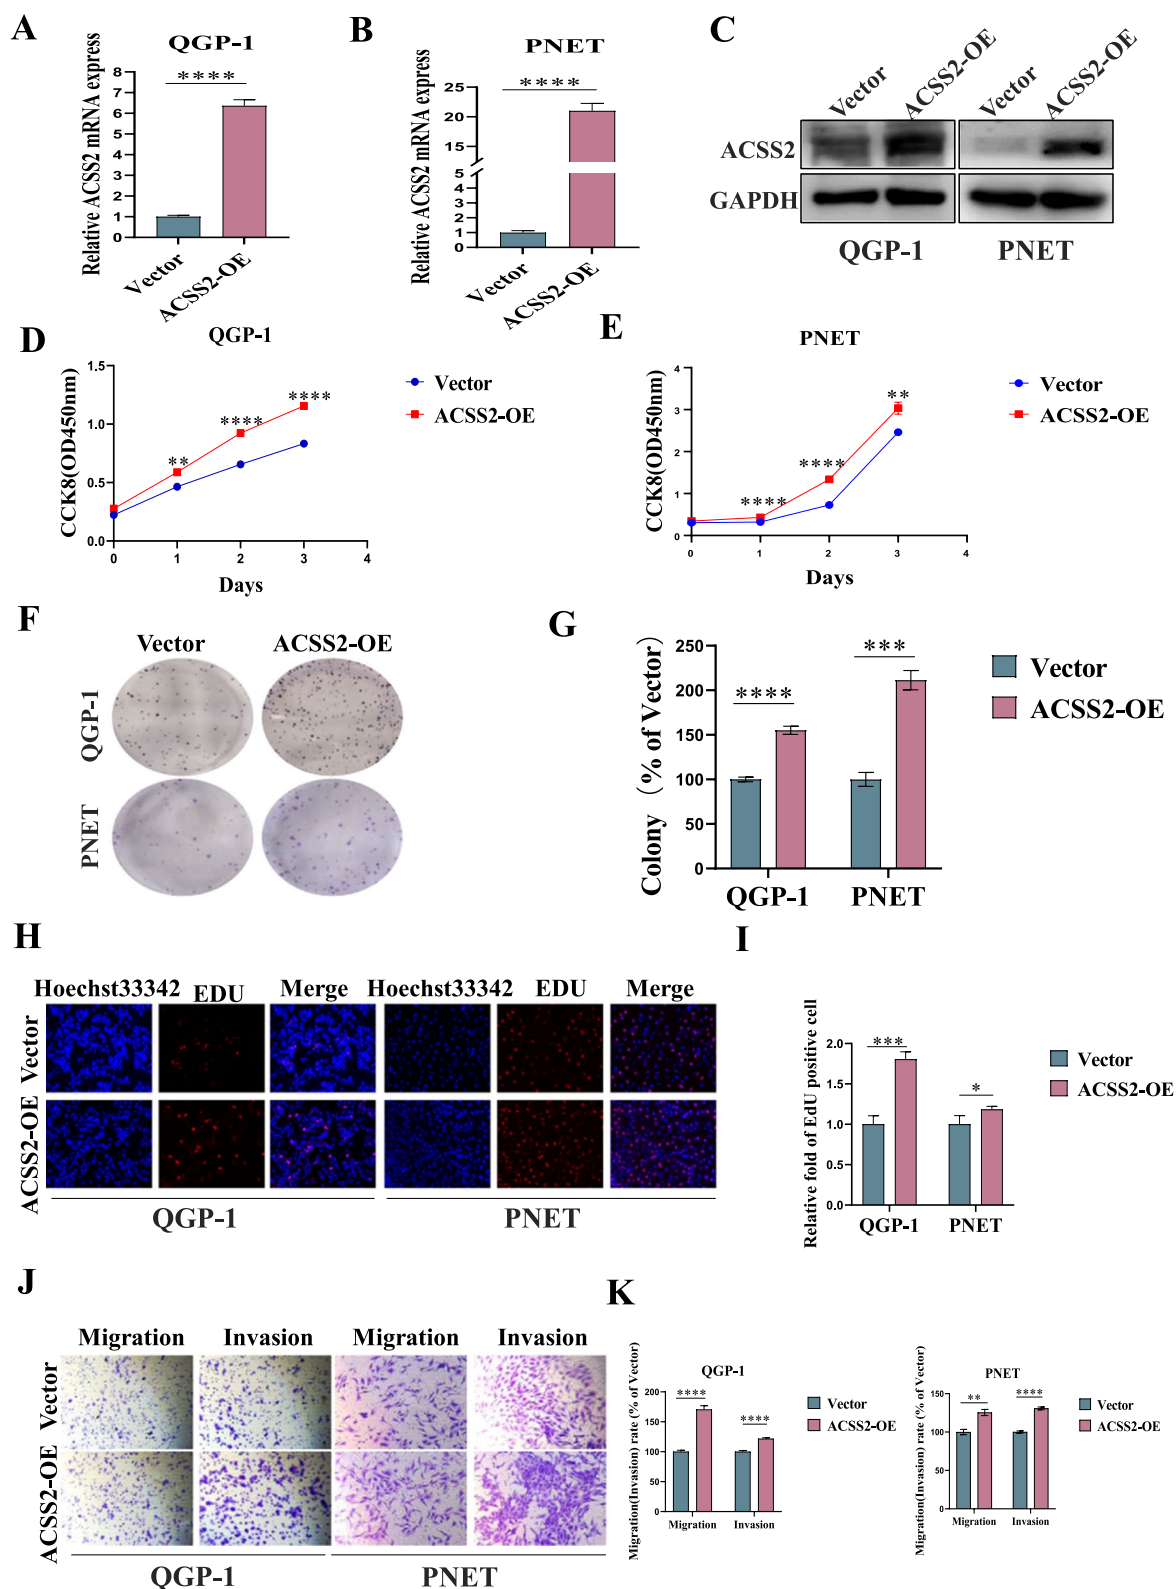 A
QGP-1
Relative ACSS2 mRNA express
****
8
7
6
5
4
3
2
1
0
Vector
ACSS2-OE
B
PNET
Relative ACSS2 mRNA express
****
25
20
15
5
4
3
2
1
0
Vector
ACSS2-OE
C
Vector
ACSS2-OE
Vector
ACSS2-OE
ACSS2
GAPDH
QGP-1
PNET
D
QGP-1
CCK8(OD450nm)
1.5
1.0
0.5
0.0
**
****
****
0 1 2 3 4
Days
Vector
ACSS2-OE
E
PNET
CCK8(OD450nm)
4
3
2
1
0
****
****
**
0 1 2 3 4
Days
Vector
ACSS2-OE
F
Vector ACSS2-OE
QGP-1
PNET
G
Colony (% of Vector)
250
200
150
100
50
0
****
***
QGP-1 PNET
Vector
ACSS2-OE
H
Hoechst33342 EDU Merge Hoechst33342 EDU Merge
Vector
ACSS2-OE
QGP-1 PNET
I
Relative fold of EdU positive cell
2.0
1.5
1.0
0.5
0.0
***
*
QGP-1 PNET
Vector
ACSS2-OE
J
Migration Invasion Migration Invasion
Vector
ACSS2-OE
QGP-1 PNET
K
QGP-1
Migration(Invasion) rate (% of Vector)
200
150
100
50
0
****
****
Migration Invasion
Vector
ACSS2-OE
PNET
Migration(Invasion) rate (% of Vector)
150
100
50
0
**
****
Migration Invasion
Vector
ACSS2-OE